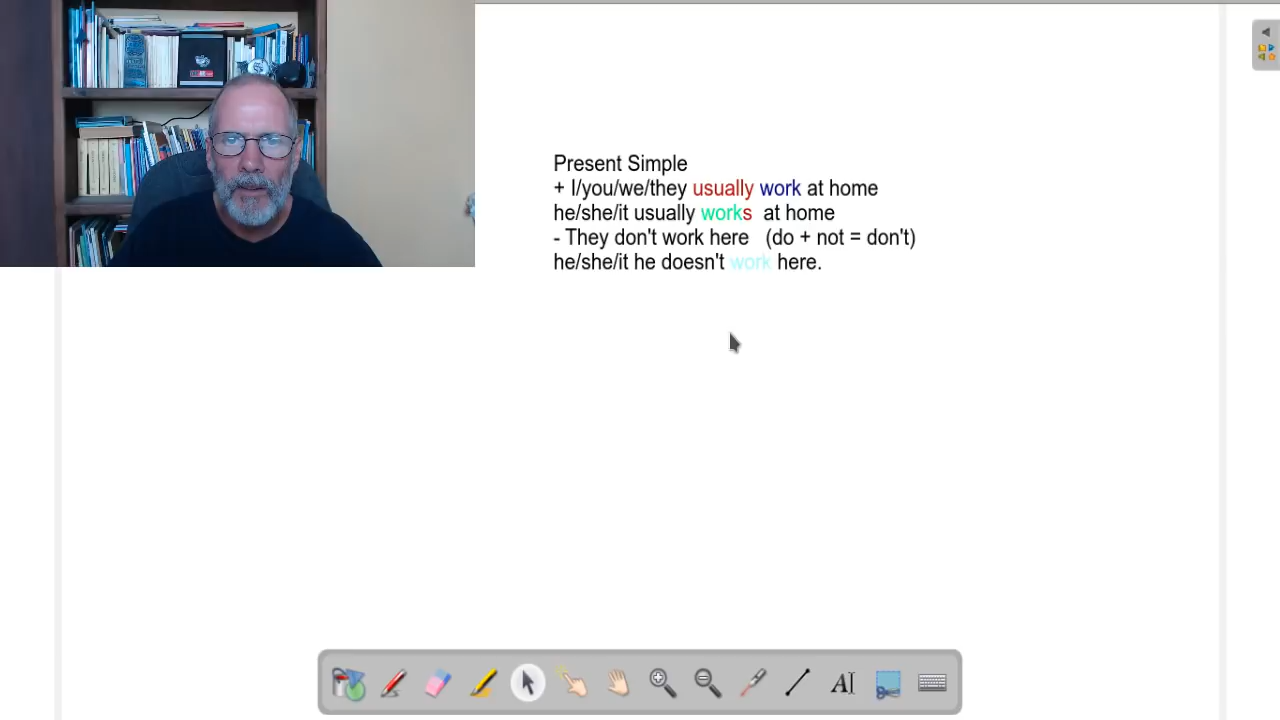 Present Simple
+ I/you/we/they usually work at home
he/she/it usually works at home
- They don't work here (do + not = don't)
he/she/it he doesn't work here.